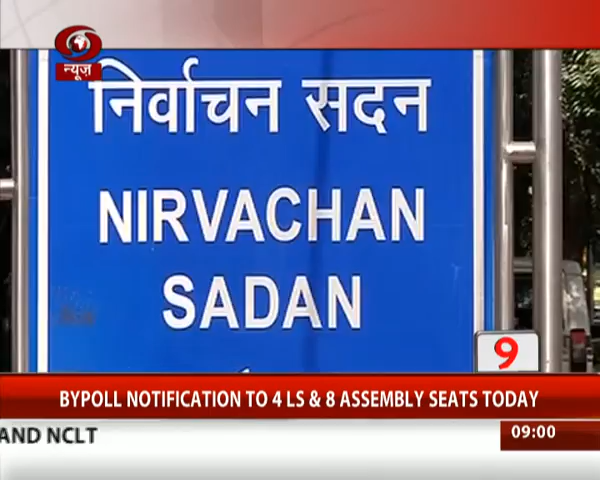 न्यूज़
निर्वाचन सदन
NIRVACHAN
SADAN
9
BYPOLL NOTIFICATION TO 4 LS & 8 ASSEMBLY SEATS TODAY
AND NCLT
09:00